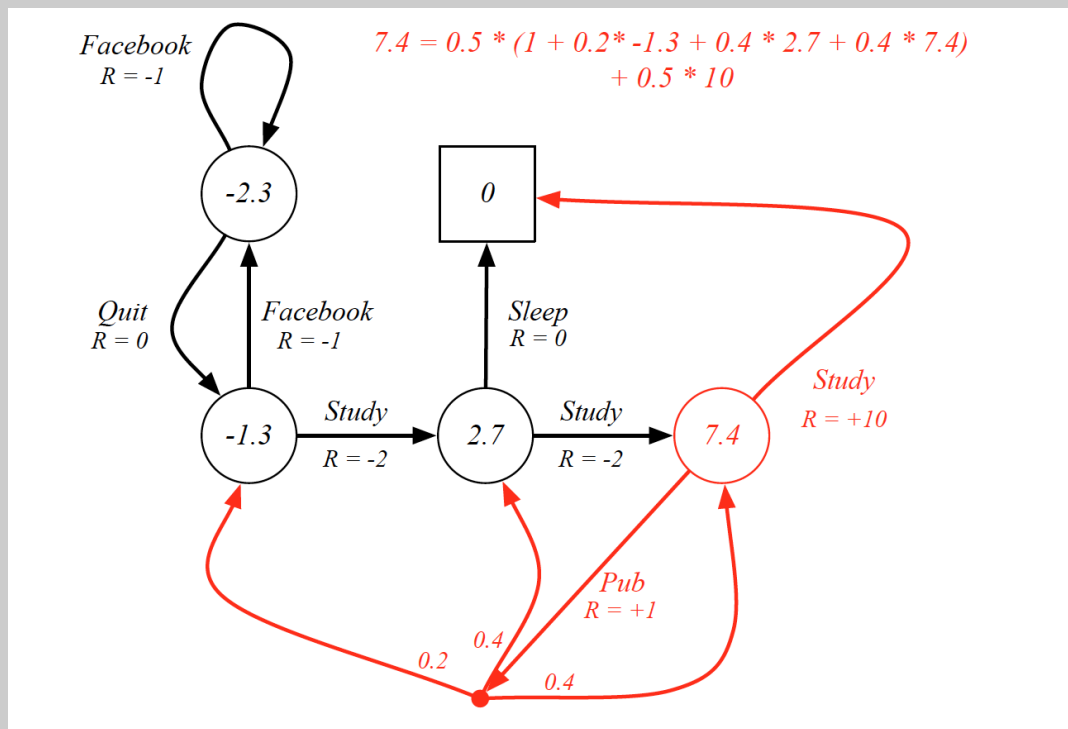 Facebook
R = -1
7.4 = 0.5 * (1 + 0.2* -1.3 + 0.4 * 2.7 + 0.4 * 7.4)
+ 0.5 * 10
-2.3
0
Quit
R = 0
Facebook
R = -1
Sleep
R = 0
Study
R = +10
-1.3
Study
R = -2
2.7
Study
R = -2
7.4
Pub
R = +1
0.2
0.4
0.4